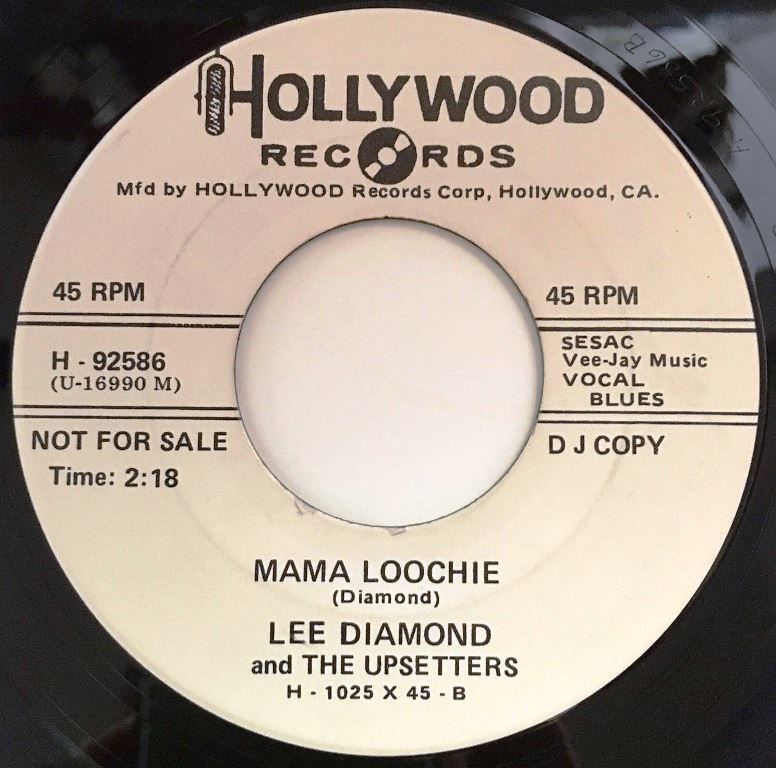 HOLLYWOOD
RECORDS
Mfd by HOLLYWOOD Records Corp, Hollywood, CA.
45 RPM
45 RPM
H - 92586
(U-16990 M)
SESAC
Vee-Jay Music
VOCAL
BLUES
NOT FOR SALE
Time: 2:18
D J COPY
MAMA LOOCHIE
(Diamond)
LEE DIAMOND
and THE UPSETTERS
H - 1025 X 45 - B